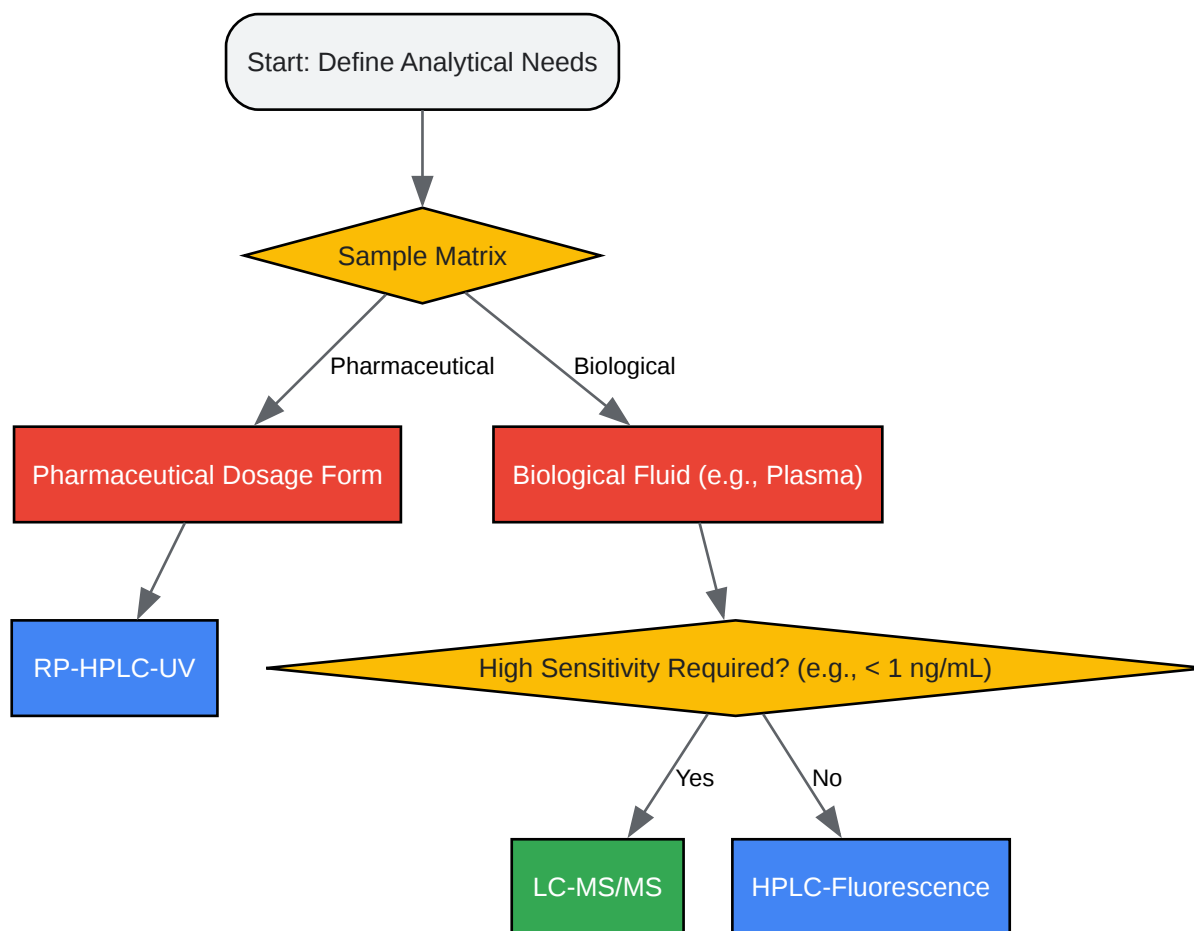 Start: Define Analytical Needs
Sample Matrix
Pharmaceutical
Biological
Pharmaceutical Dosage Form
Biological Fluid (e.g., Plasma)
RP-HPLC-UV
High Sensitivity Required? (e.g., < 1 ng/mL)
Yes
No
LC-MS/MS
HPLC-Fluorescence